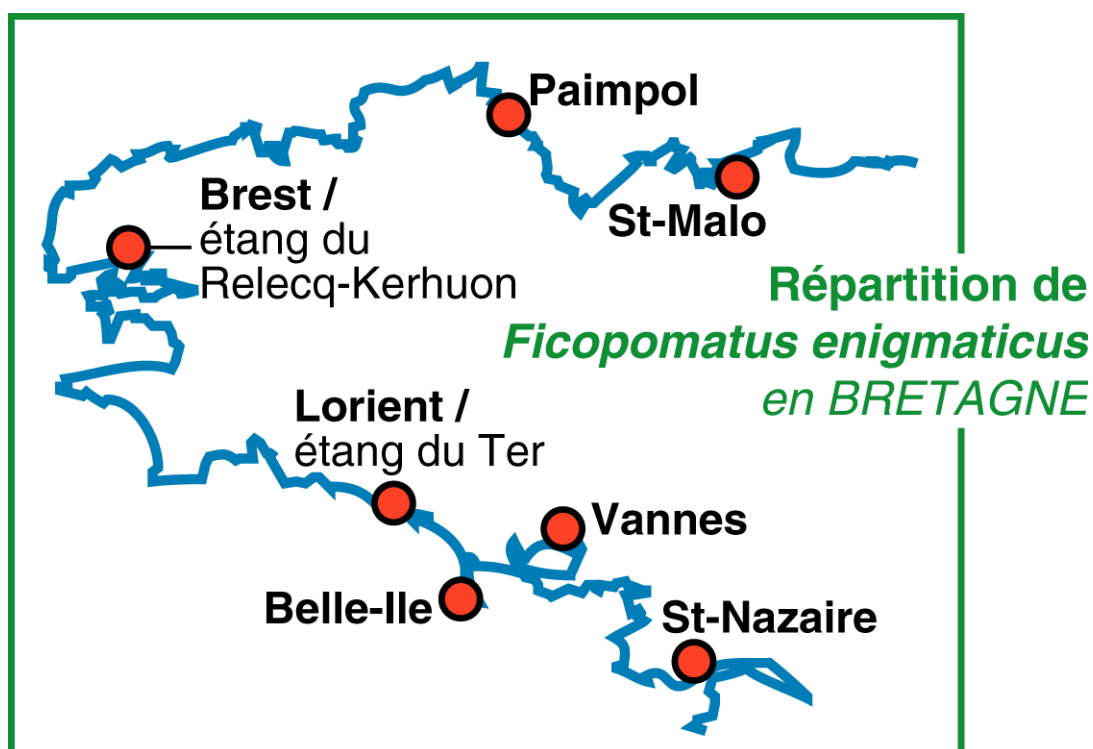 Paimpol
Brest /
étang du
Relecq-Kerhuon
St-Malo
Répartition de
Ficopomatus enigmaticus
en BRETAGNE
Lorient /
étang du Ter
Vannes
Belle-Ile
St-Nazaire